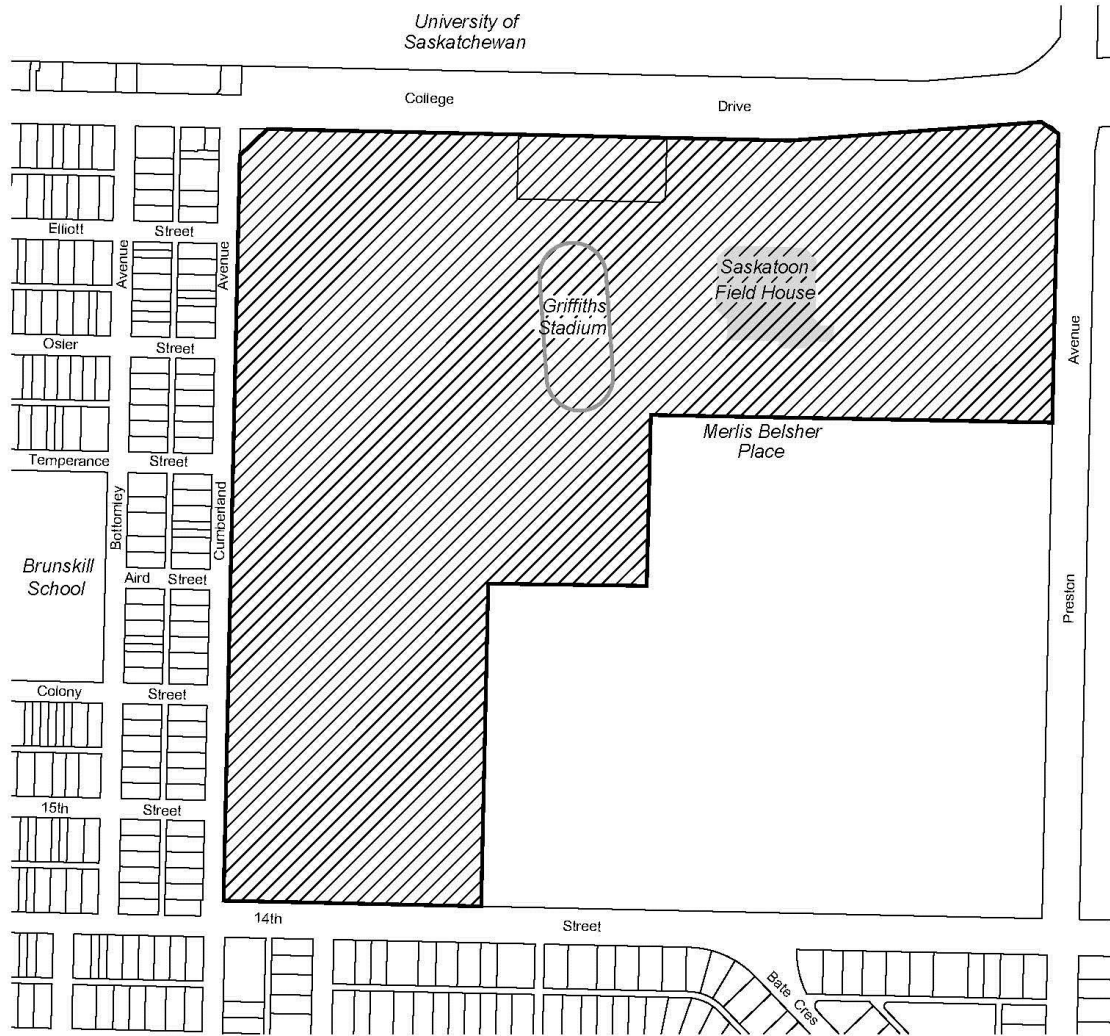 University of
Saskatchewan
College
Drive
Elliott
Street
Avenue
Avenue
Saskatoon
Field House
Griffiths
Stadium
Osler
Street
Avenue
Merlis Belsher
Place
Temperance
Street
Bottomley
Cumberland
Brunskill
School
Aird
Street
Preston
Colony
Street
15th
Street
14th
Street
Bate Cres